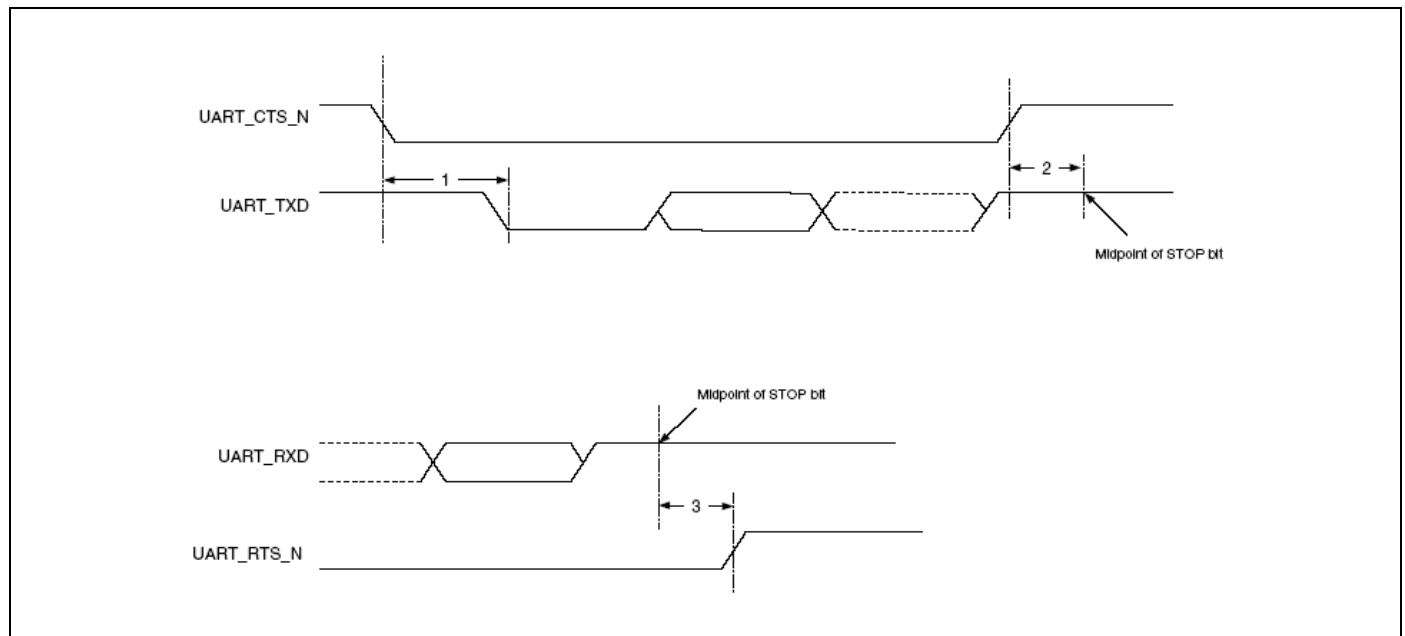 UART_CTS_N
1
2
UART_TXD
Midpoint of STOP bit
Midpoint of STOP bit
UART_RXD
3
UART_RTS_N